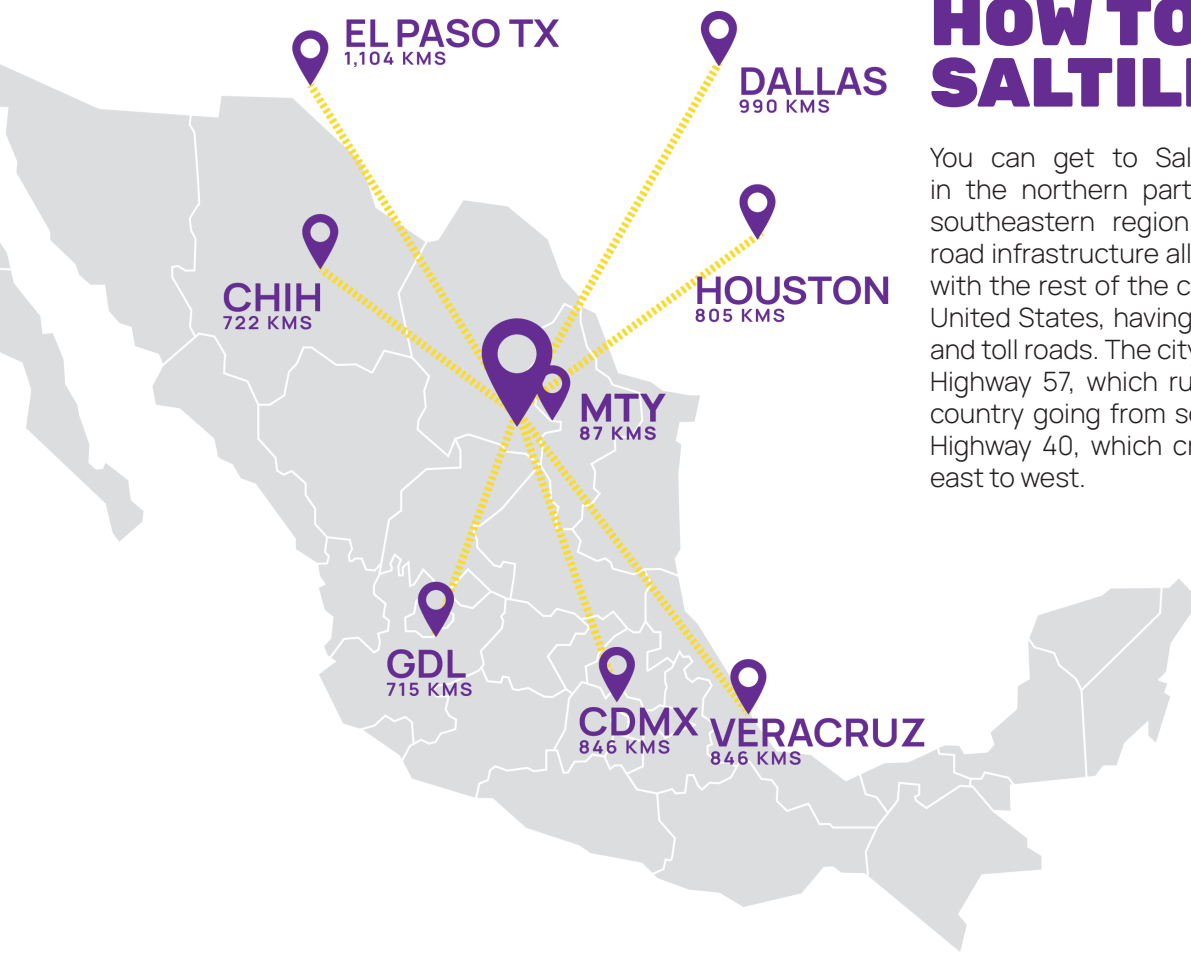 EL PASO TX
1,104 KMS
DALLAS
990 KMS
CHIH
722 KMS
HOUSTON
805 KMS
MTY
87 KMS
GDL
715 KMS
CDMX
846 KMS
VERACRUZ
846 KMS
HOW TO
SALTILL
You can get to Sal
in the northern part
southeastern region
road infrastructure all
with the rest of the c
United States, having
and toll roads. The city
Highway 57, which ru
country going from so
Highway 40, which cr
east to west.